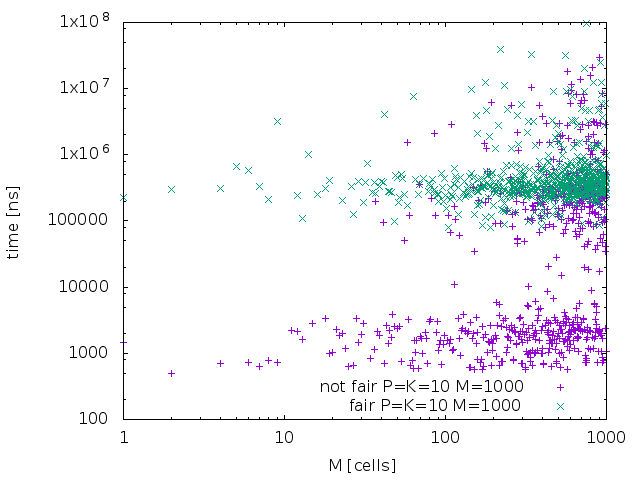 1x10^8
1x10^7
1x10^6
100000
10000
1000
100
time [ns]
not fair P=K=10 M=1000
fair P=K=10 M=1000
1 10 100 1000
M [cells]